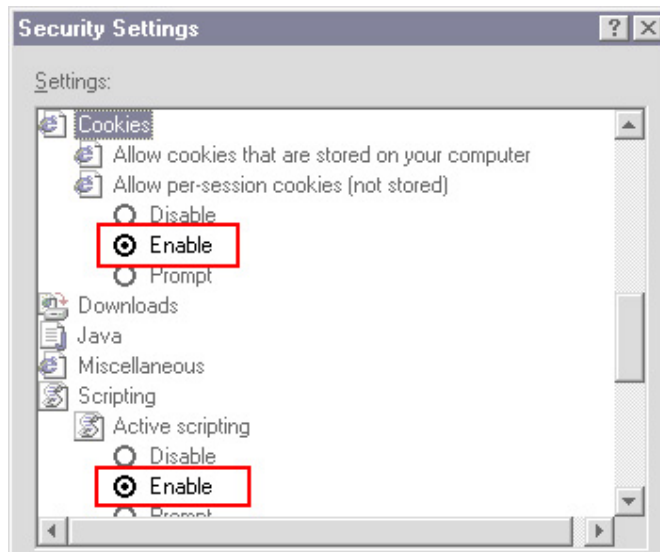 Security Settings
Settings:
Cookies
Allow cookies that are stored on your computer
Allow per-session cookies (not stored)
Disable
Enable
Prompt
Downloads
Java
Miscellaneous
Scripting
Active scripting
Disable
Enable
Prompt